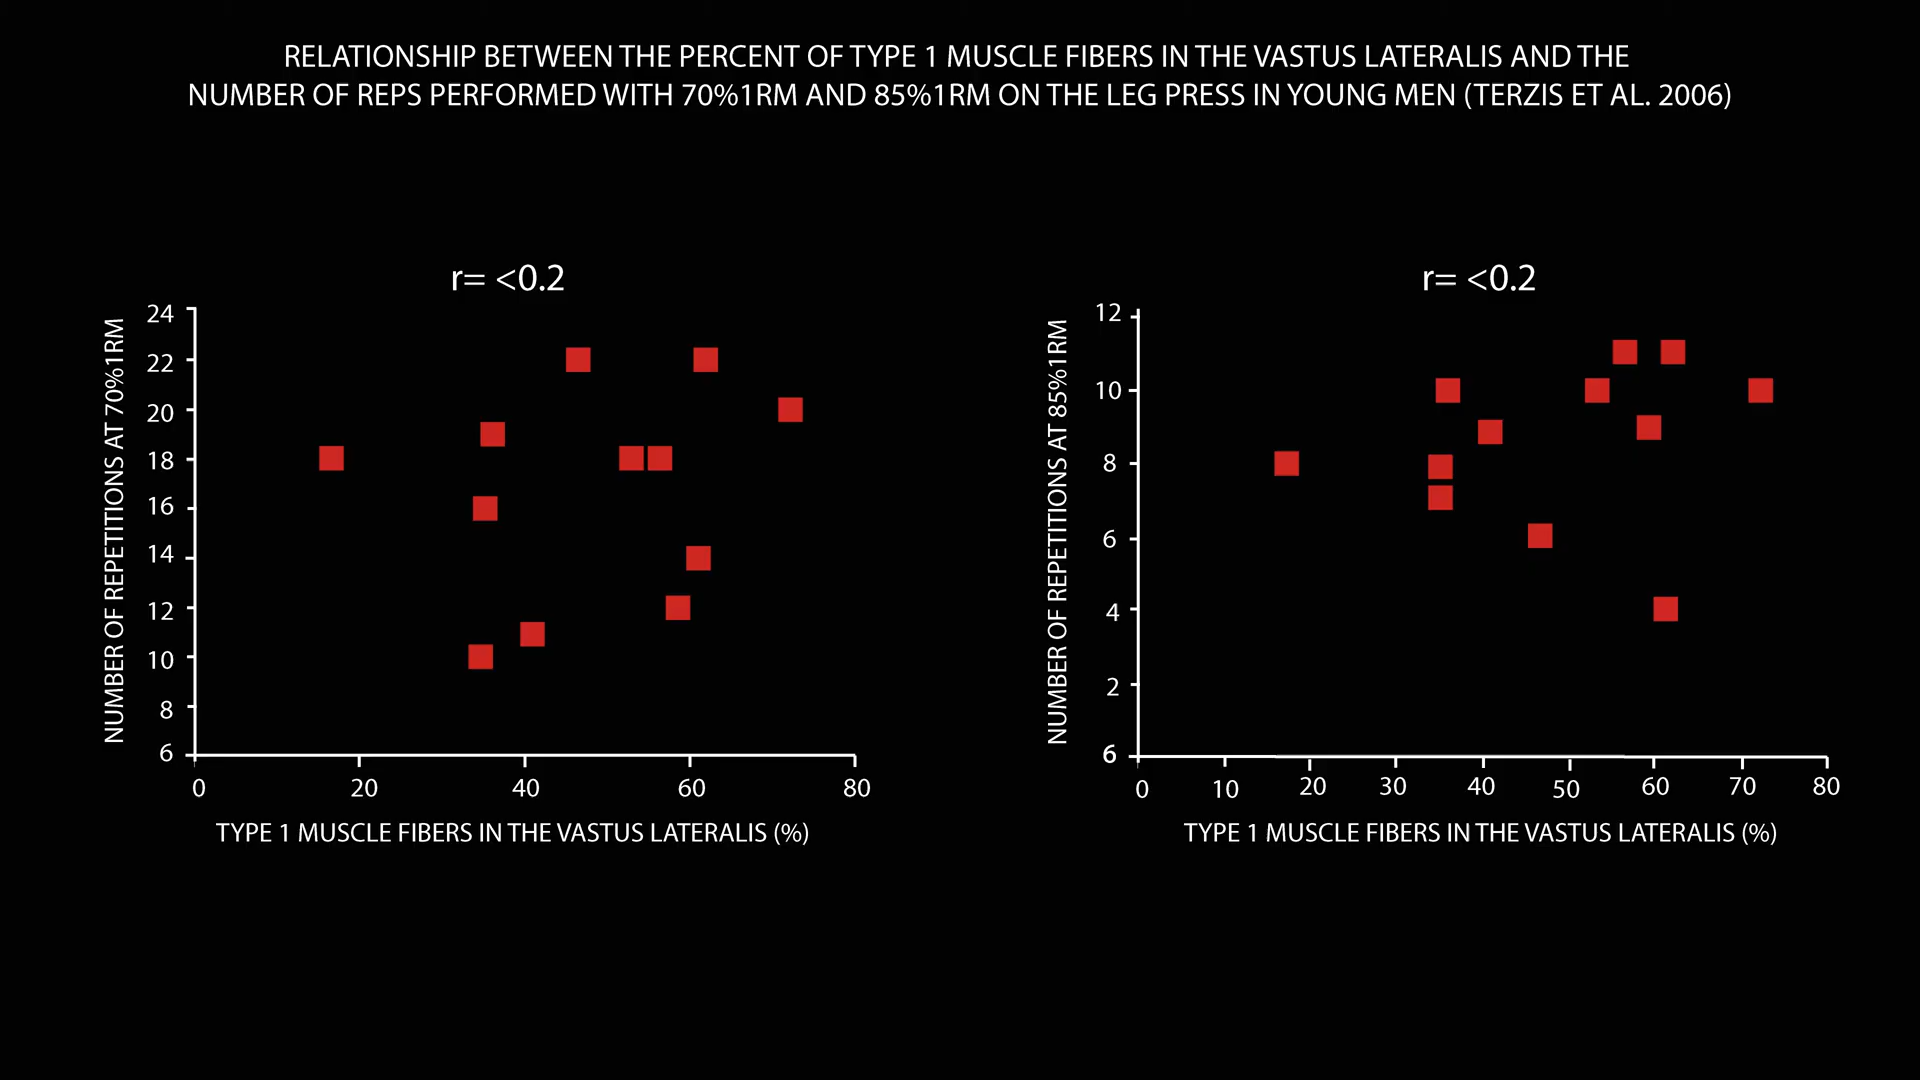 RELATIONSHIP BETWEEN THE PERCENT OF TYPE 1 MUSCLE FIBERS IN THE VASTUS LATERALIS AND THE
NUMBER OF REPS PERFORMED WITH 70%1RM AND 85%1RM ON THE LEG PRESS IN YOUNG MEN (TERZIS ET AL. 2006)
r= <0.2
NUMBER OF REPETITIONS AT 70%1RM
24
22
20
18
16
14
12
10
8
6
0 20 40 60 80
TYPE 1 MUSCLE FIBERS IN THE VASTUS LATERALIS (%)
r= <0.2
NUMBER OF REPETITIONS AT 85%1RM
12
10
8
6
4
2
6
0 10 20 30 40 50 60 70 80
TYPE 1 MUSCLE FIBERS IN THE VASTUS LATERALIS (%)